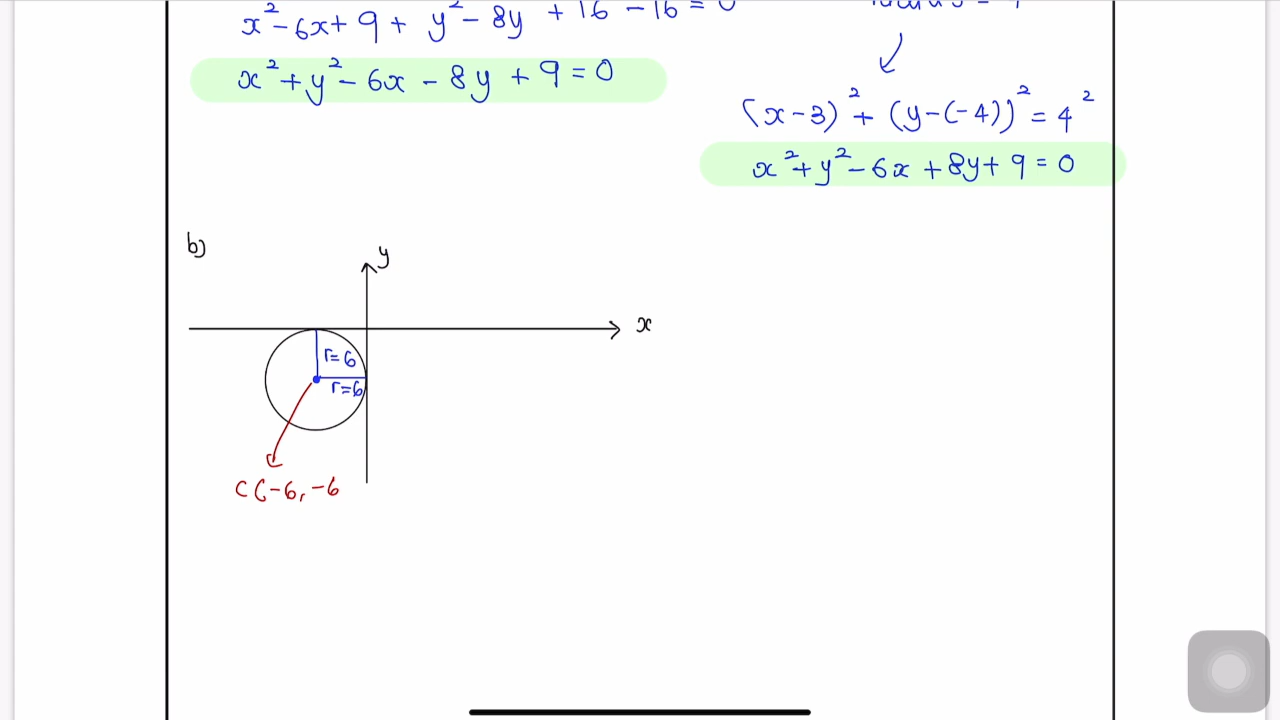 x² - 6x + 9 + y² - 8y + 16 - 16 = 0
x² + y² - 6x - 8y + 9 = 0
(x - 3)² + (y - (-4))² = 4²
x² + y² - 6x + 8y + 9 = 0
b)
y
x
r=6
r=6
C(-6, -6